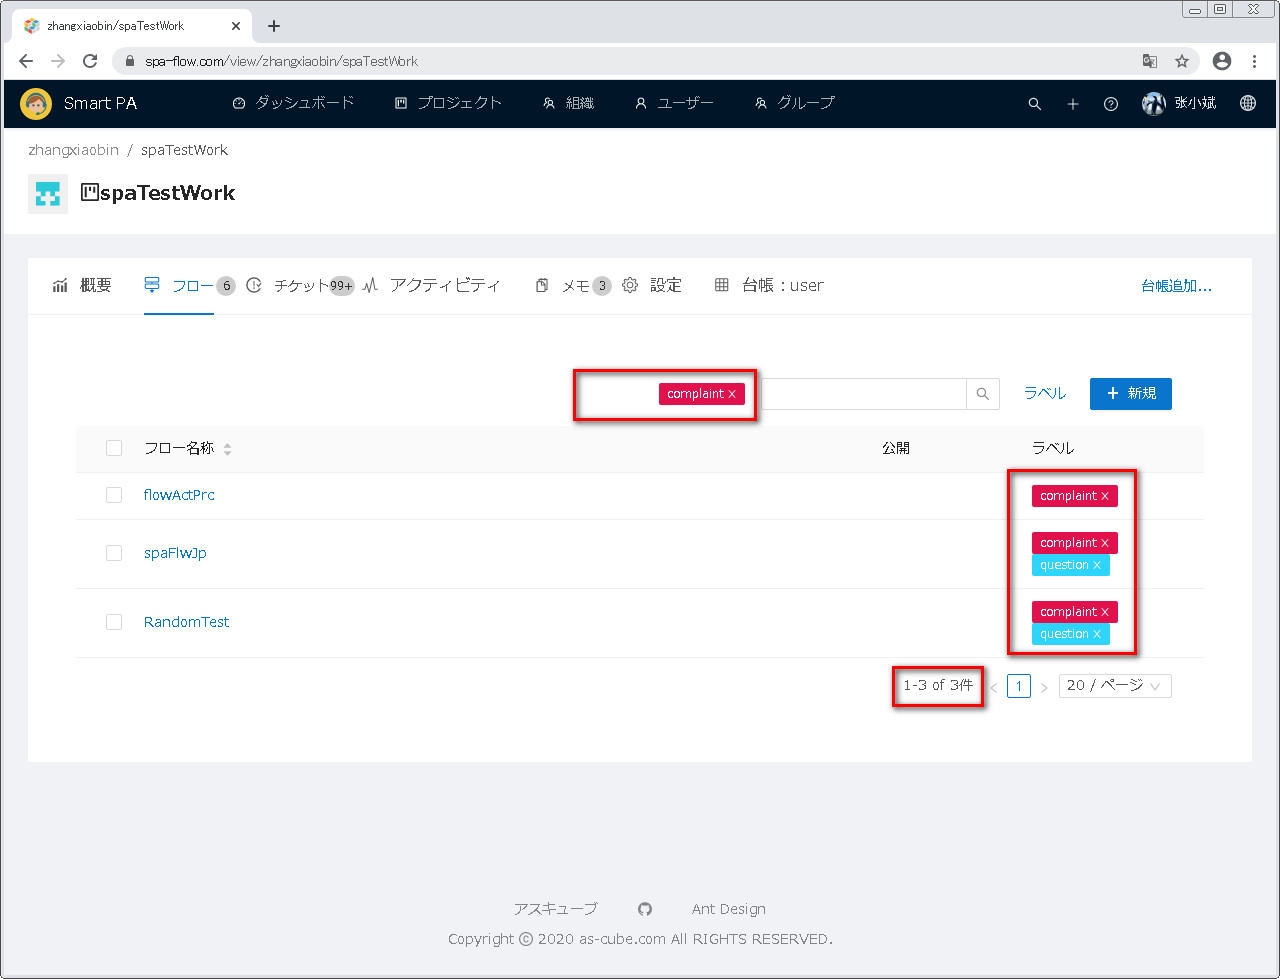 zhangxiaobin/spaTestWork
spa-flow.com/view/zhangxiaobin/spaTestWork
Smart PA ダッシュボード プロジェクト 組織 ユーザー グループ 张小斌
zhangxiaobin / spaTestWork
spaTestWork
概要 フロー 6 チケット 99+ アクティビティ メモ 3 設定 台帳：user 台帳追加...
complaint ラベル 新規
フロー名称 公開 ラベル
flowActPrc complaint
spaFlwJp complaint
question
RandomTest complaint
question
1-3 of 3件 < 1 > 20 / ページ
アスキューブ Ant Design
Copyright © 2020 as-cube.com All RIGHTS RESERVED.